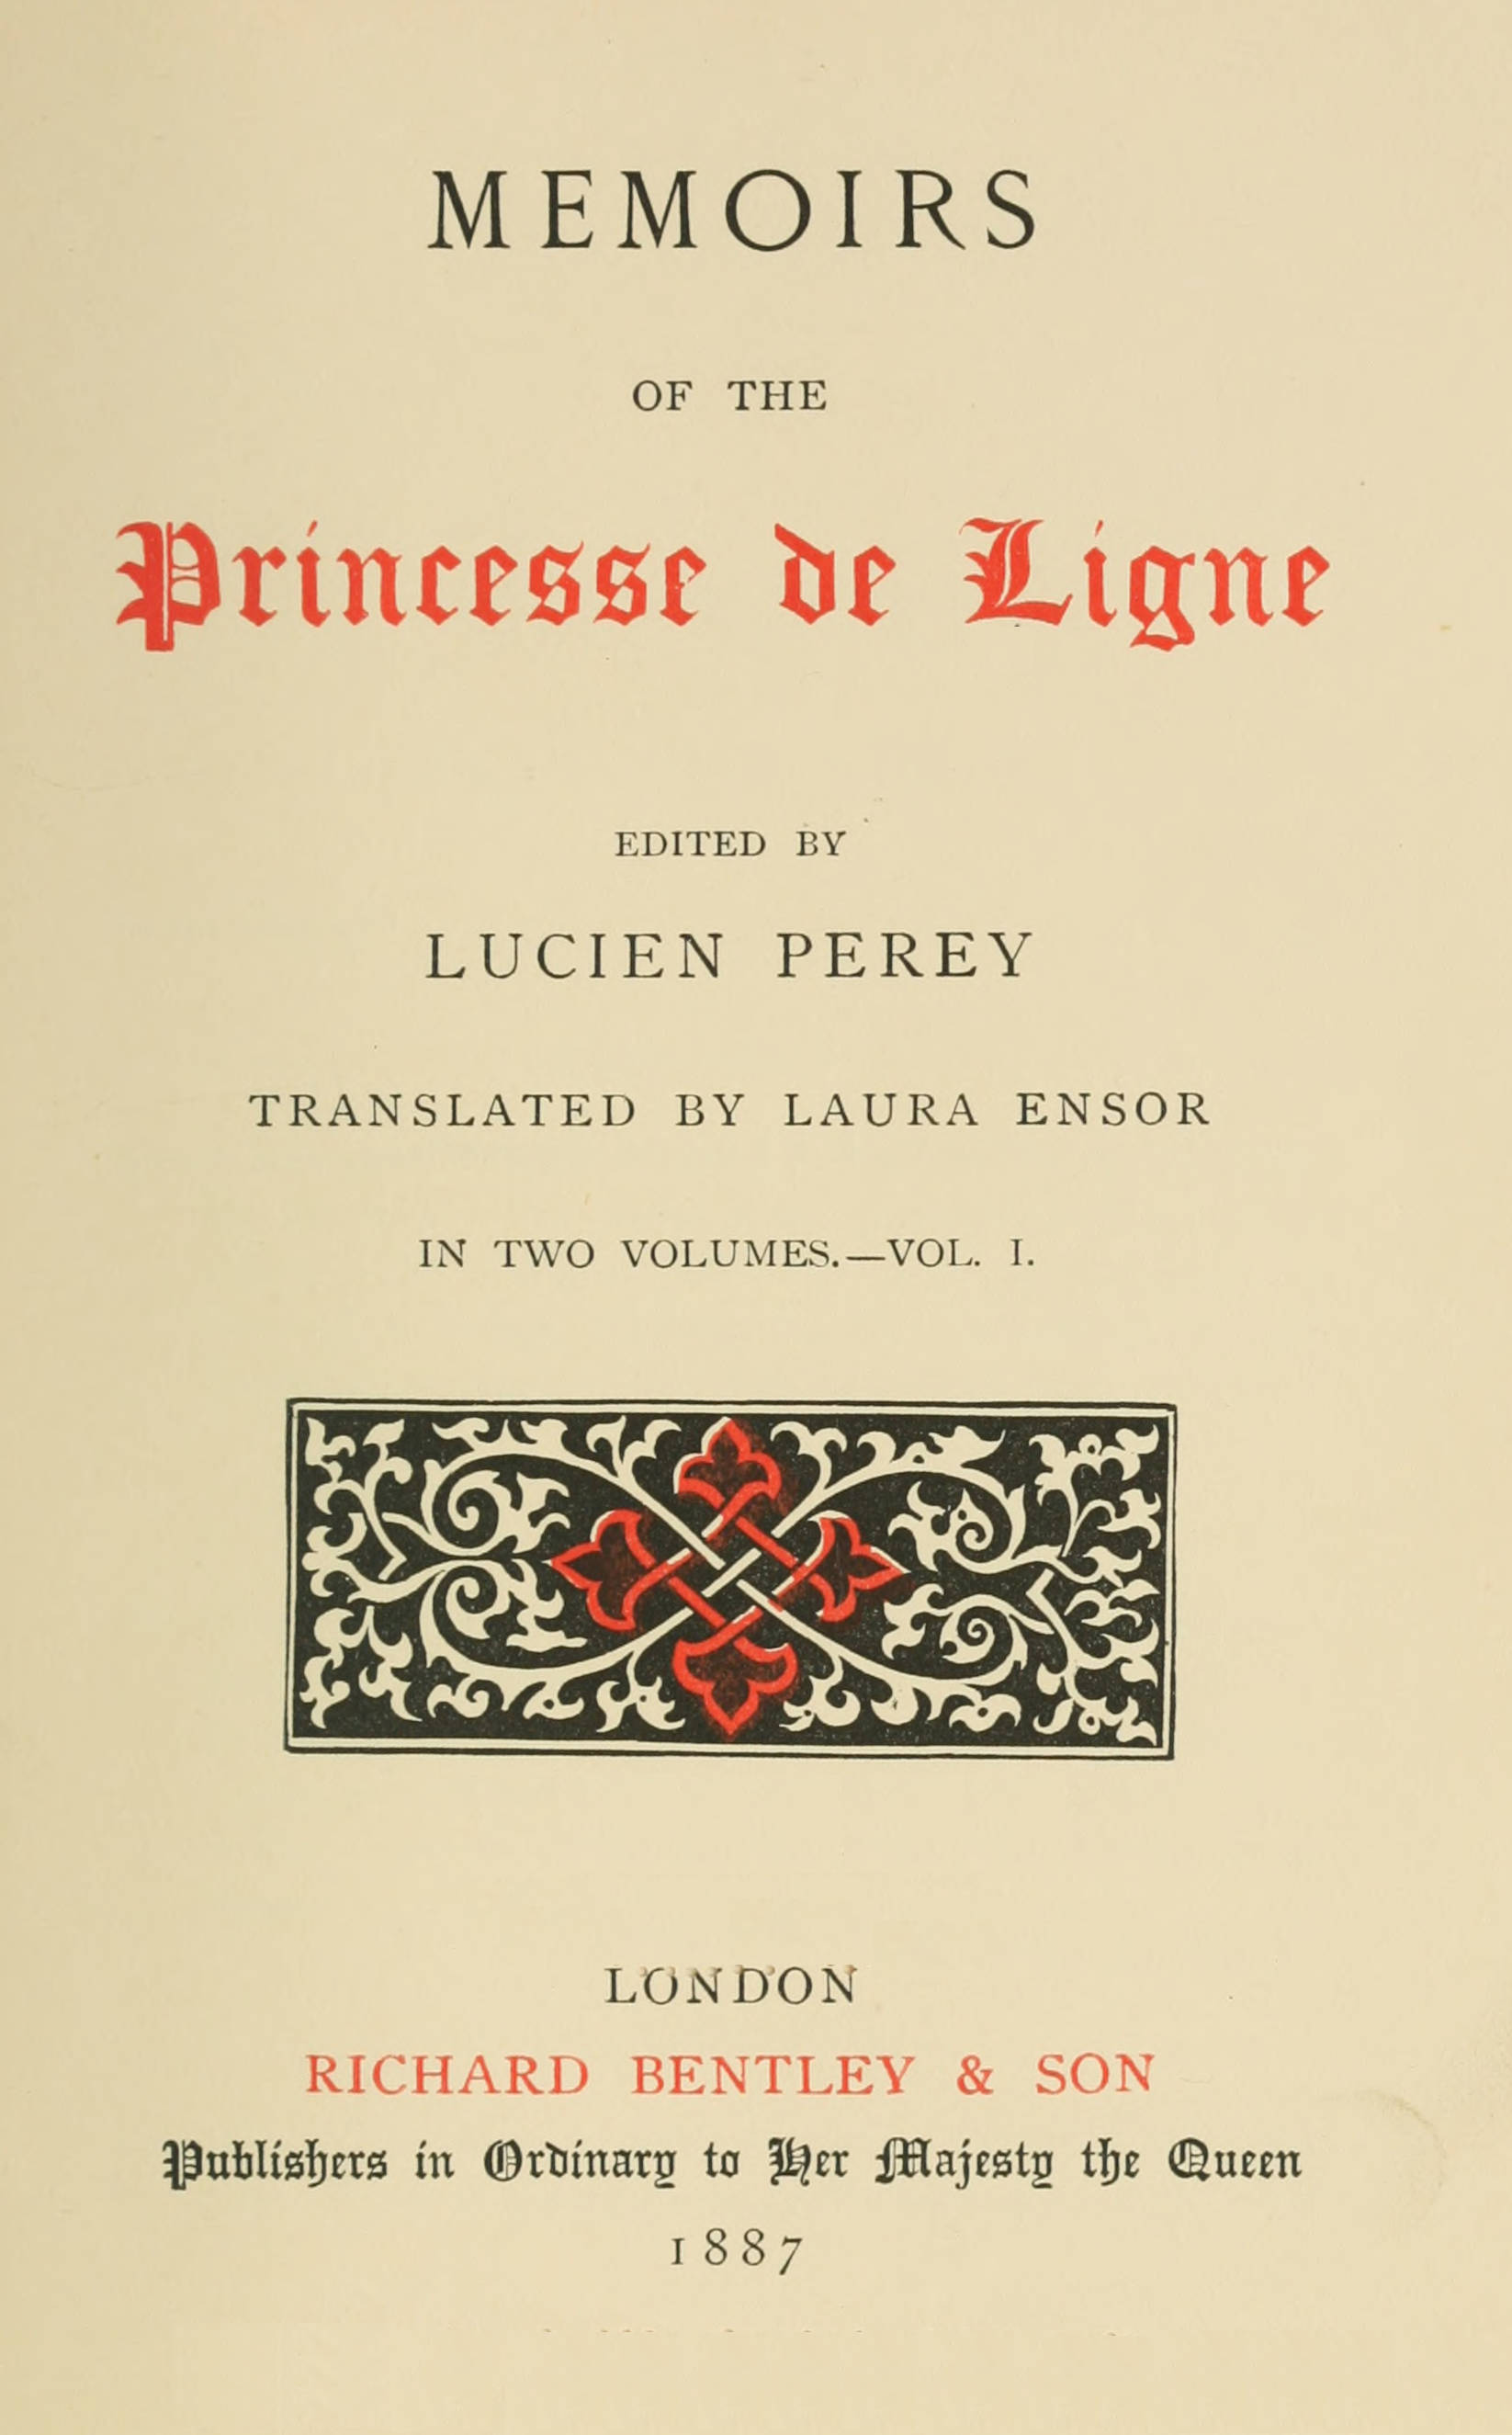 MEMOIRS
OF THE
Princesse de Ligne
EDITED BY
LUCIEN PEREY
TRANSLATED BY LAURA ENSOR
IN TWO VOLUMES.—VOL. I.
LONDON
RICHARD BENTLEY & SON
Publishers in Ordinary to Her Majesty the Queen
1887